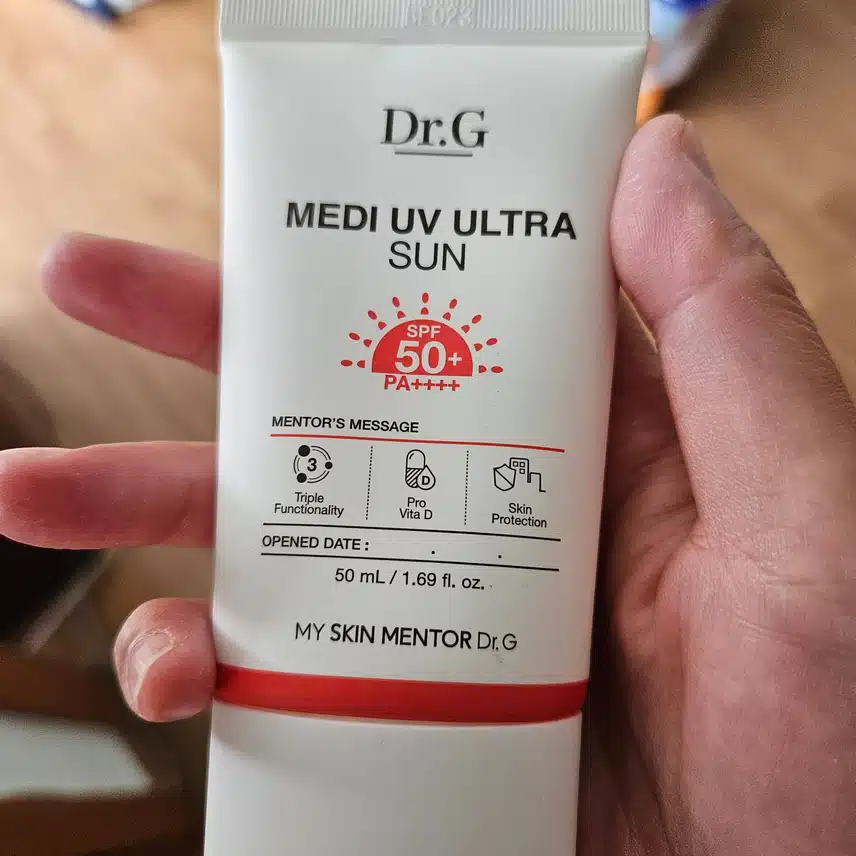 Dr.G
MEDI UV ULTRA
SUN
SPF
50+
PA++++
MENTOR'S MESSAGE
3
Triple
Functionality
D
Pro
Vita D
Skin
Protection
OPENED DATE : . .
50 mL / 1.69 fl. oz.
MY SKIN MENTOR Dr.G